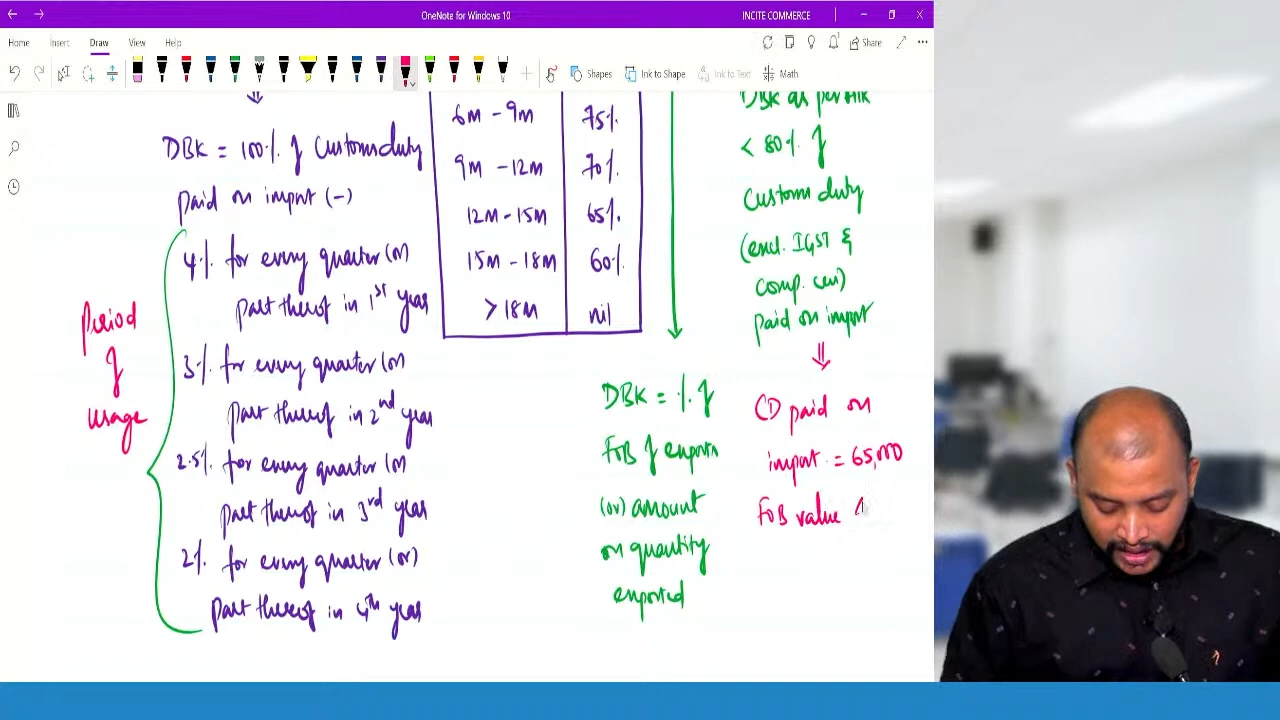 OneNote for Windows 10
INCITE COMMERCE
Home Insert Draw View Help
Share
Shapes
Ink to Shape
Ink to Text
Math
DBK = 100% of Customs duty
paid on import (-)
4% for every quarter (or)
part thereof in 1st year
3% for every quarter (or)
part thereof in 2nd year
2.5% for every quarter (or)
part thereof in 3rd year
2% for every quarter (or)
part thereof in 4th year
Period
of
usage
6M - 9M 75%
9M - 12M 70%
12M - 15M 65%
15M - 18M 60%
> 18M nil
DBK = % of
FOB of exports
(or) amount
on quantity
exported
DBK as per AIR
< 80% of
Customs duty
(excl. IGST &
comp. cess)
paid on import
CD paid on
import = 65,000
FOB value